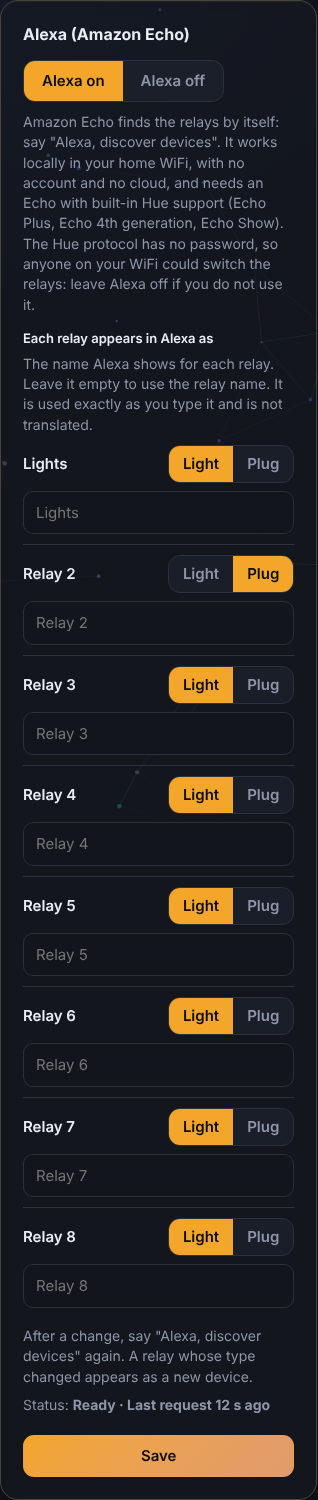 Alexa (Amazon Echo)
Alexa on Alexa off
Amazon Echo finds the relays by itself:
say "Alexa, discover devices". It works
locally in your home WiFi, with no
account and no cloud, and needs an
Echo with built-in Hue support (Echo
Plus, Echo 4th generation, Echo Show).
The Hue protocol has no password, so
anyone on your WiFi could switch the
relays: leave Alexa off if you do not use
it.
Each relay appears in Alexa as
The name Alexa shows for each relay.
Leave it empty to use the relay name. It
is used exactly as you type it and is not
translated.
Lights Light Plug
Lights
Relay 2 Light Plug
Relay 2
Relay 3 Light Plug
Relay 3
Relay 4 Light Plug
Relay 4
Relay 5 Light Plug
Relay 5
Relay 6 Light Plug
Relay 6
Relay 7 Light Plug
Relay 7
Relay 8 Light Plug
Relay 8
After a change, say "Alexa, discover
devices" again. A relay whose type
changed appears as a new device.
Status: Ready · Last request 12 s ago
Save